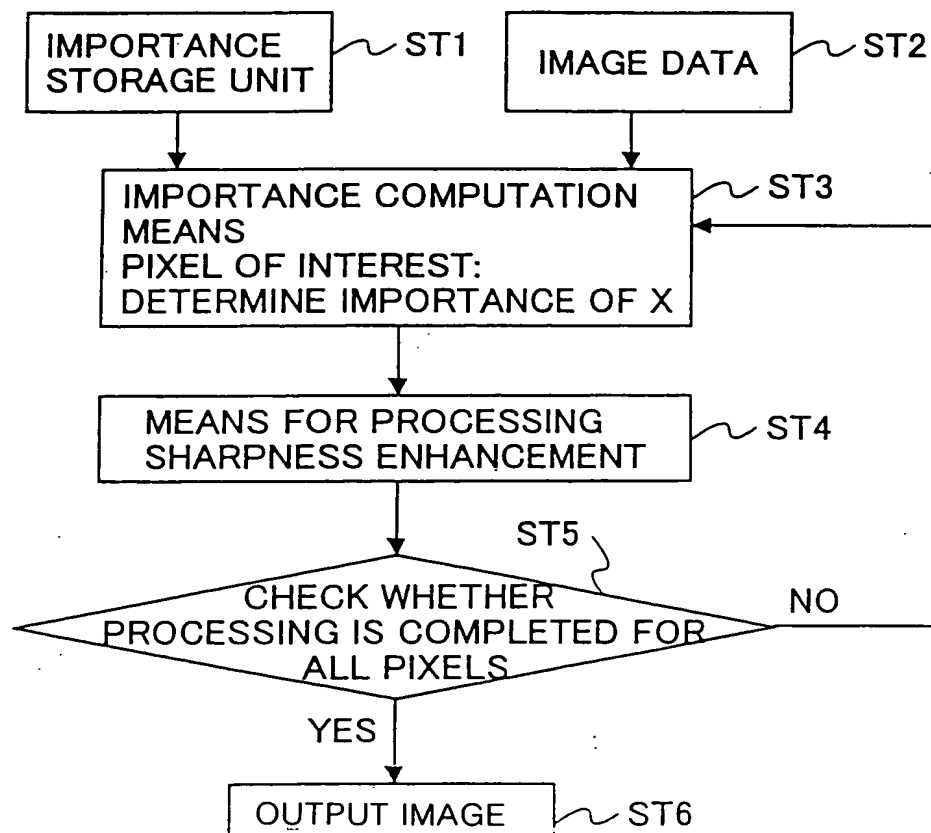 IMPORTANCE
STORAGE UNIT
ST1
IMAGE DATA
ST2
IMPORTANCE COMPUTATION
MEANS
PIXEL OF INTEREST:
DETERMINE IMPORTANCE OF X
ST3
MEANS FOR PROCESSING
SHARPNESS ENHANCEMENT
ST4
ST5
CHECK WHETHER
PROCESSING IS COMPLETED FOR
ALL PIXELS
NO
YES
OUTPUT IMAGE
ST6